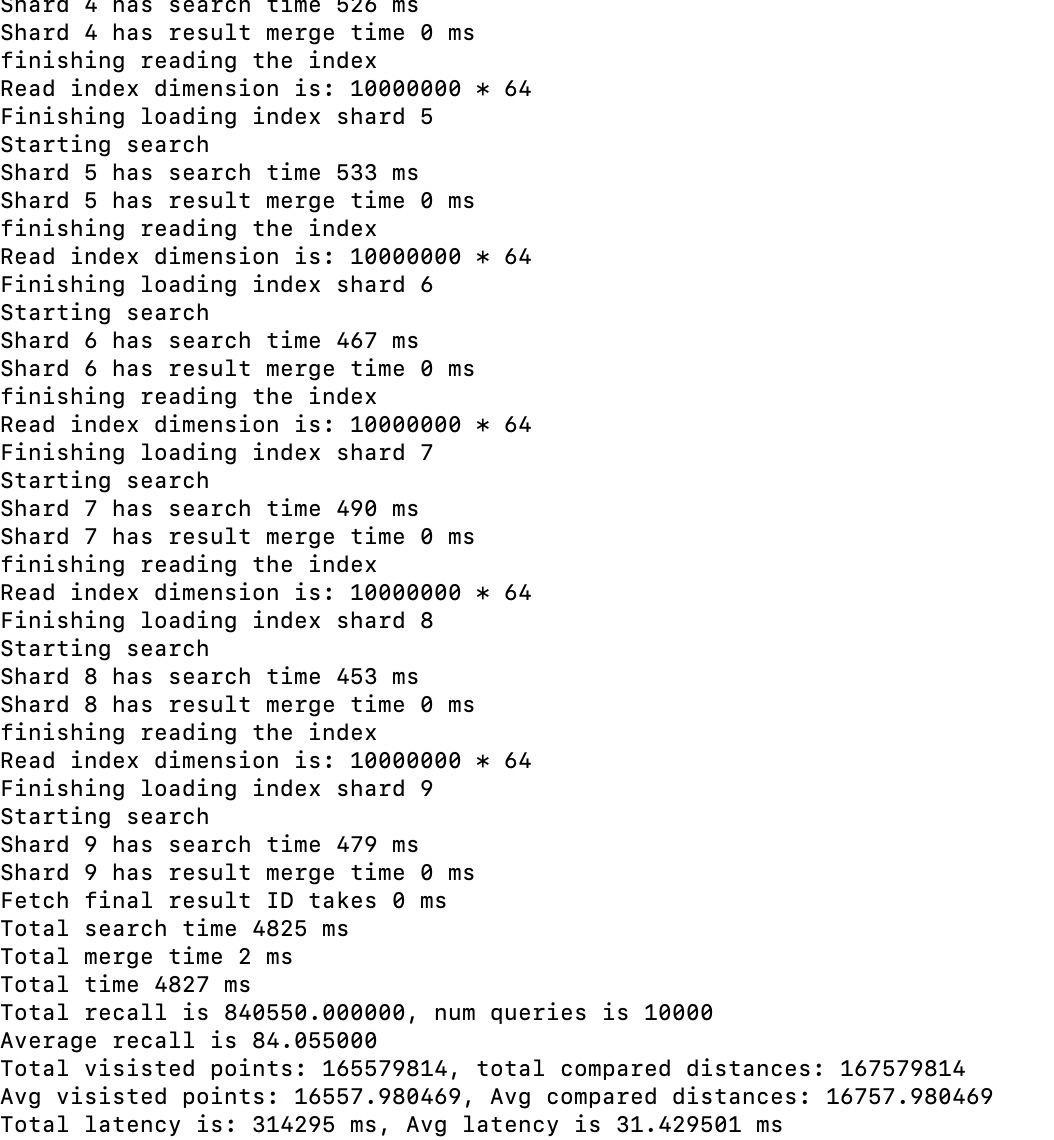 Shard 4 has search time 526 ms
Shard 4 has result merge time 0 ms
finishing reading the index
Read index dimension is: 10000000 * 64
Finishing loading index shard 5
Starting search
Shard 5 has search time 533 ms
Shard 5 has result merge time 0 ms
finishing reading the index
Read index dimension is: 10000000 * 64
Finishing loading index shard 6
Starting search
Shard 6 has search time 467 ms
Shard 6 has result merge time 0 ms
finishing reading the index
Read index dimension is: 10000000 * 64
Finishing loading index shard 7
Starting search
Shard 7 has search time 490 ms
Shard 7 has result merge time 0 ms
finishing reading the index
Read index dimension is: 10000000 * 64
Finishing loading index shard 8
Starting search
Shard 8 has search time 453 ms
Shard 8 has result merge time 0 ms
finishing reading the index
Read index dimension is: 10000000 * 64
Finishing loading index shard 9
Starting search
Shard 9 has search time 479 ms
Shard 9 has result merge time 0 ms
Fetch final result ID takes 0 ms
Total search time 4825 ms
Total merge time 2 ms
Total time 4827 ms
Total recall is 840550.000000, num queries is 10000
Average recall is 84.055000
Total visisted points: 165579814, total compared distances: 167579814
Avg visisted points: 16557.980469, Avg compared distances: 16757.980469
Total latency is: 314295 ms, Avg latency is 31.429501 ms